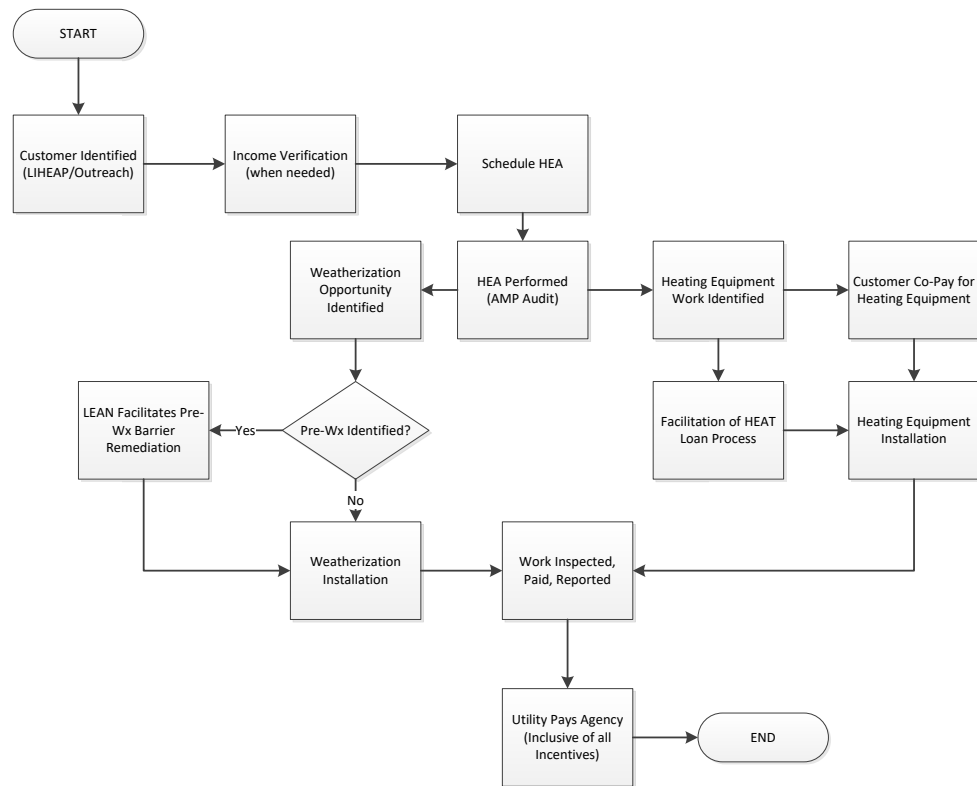 START
Customer Identified
(LIHEAP/Outreach)
Income Verification
(when needed)
Schedule HEA
Weatherization
Opportunity
Identified
HEA Performed
(AMP Audit)
Heating Equipment
Work Identified
Customer Co-Pay for
Heating Equipment
LEAN Facilitates Pre-
Wx Barrier
Remediation
Yes
Pre-Wx Identified?
Facilitation of HEAT
Loan Process
Heating Equipment
Installation
No
Weatherization
Installation
Work Inspected,
Paid, Reported
Utility Pays Agency
(Inclusive of all
Incentives)
END